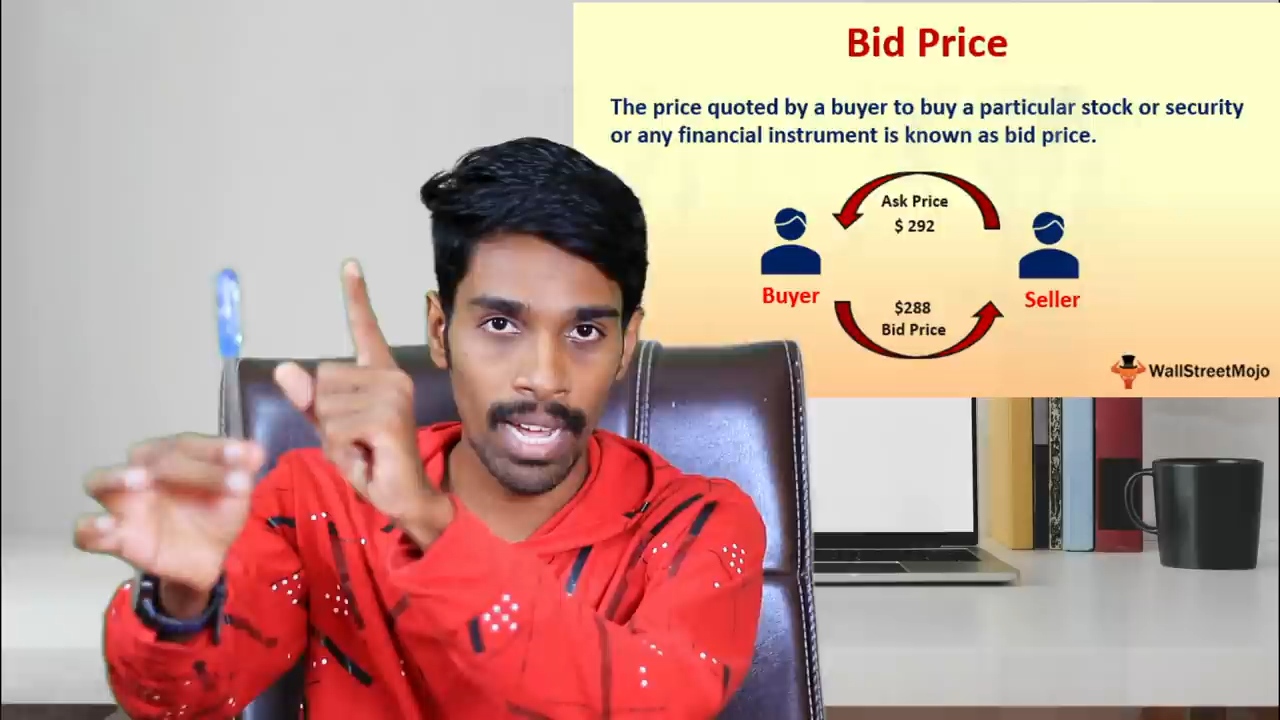 Bid Price
The price quoted by a buyer to buy a particular stock or security
or any financial instrument is known as bid price.
Ask Price
$ 292
Buyer
Seller
$288
Bid Price
WallStreetMojo